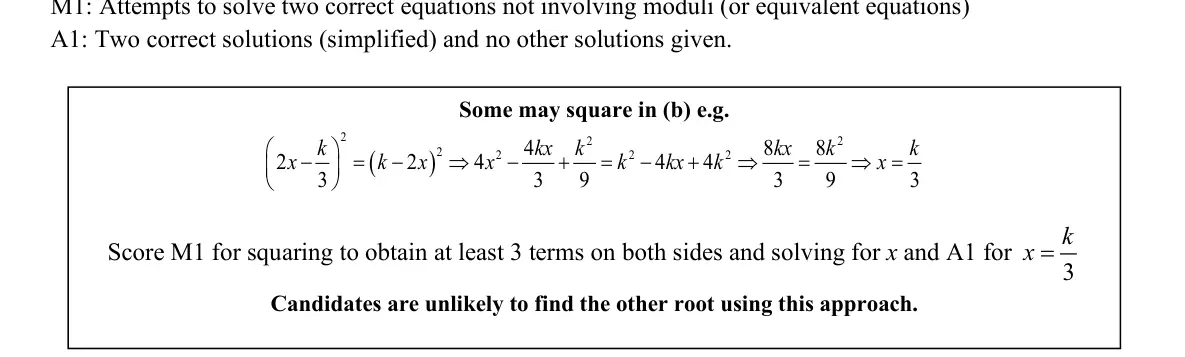 M1: Attempts to solve two correct equations not involving moduli (or equivalent equations)
A1: Two correct solutions (simplified) and no other solutions given.
Some may square in (b) e.g.
(2x − k/3)² = (k − 2x)² ⇒ 4x² − 4kx/3 + k²/9 = k² − 4kx + 4k² ⇒ 8kx/3 = 8k²/9 ⇒ x = k/3
Score M1 for squaring to obtain at least 3 terms on both sides and solving for x and A1 for x = k/3
Candidates are unlikely to find the other root using this approach.